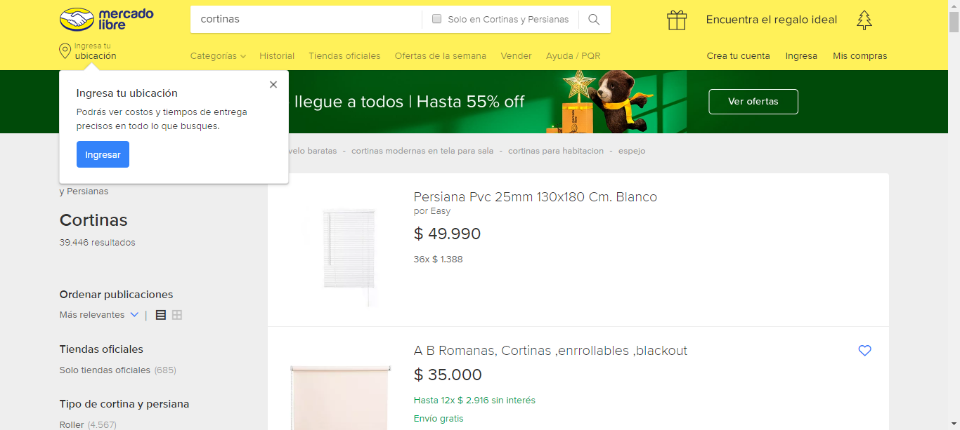 mercado
libre
cortinas
Solo en Cortinas y Persianas
Encuentra el regalo ideal
Ingresa tu
ubicación
Categorías
Historial
Tiendas oficiales
Ofertas de la semana
Vender
Ayuda / PQR
Crea tu cuenta
Ingresa
Mis compras
Ingresa tu ubicación
Podrás ver costos y tiempos de entrega
precisos en todo lo que busques.
Ingresar
llegue a todos | Hasta 55% off
Ver ofertas
velo baratas - cortinas modernas en tela para sala - cortinas para habitacion - espejo
y Persianas
Cortinas
39.446 resultados
Ordenar publicaciones
Más relevantes
Tiendas oficiales
Solo tiendas oficiales (685)
Tipo de cortina y persiana
Roller (4.567)
Persiana Pvc 25mm 130x180 Cm. Blanco
por Easy
$ 49.990
36x $ 1.388
A B Romanas, Cortinas ,enrrollables ,blackout
$ 35.000
Hasta 12x $ 2.916 sin interés
Envío gratis